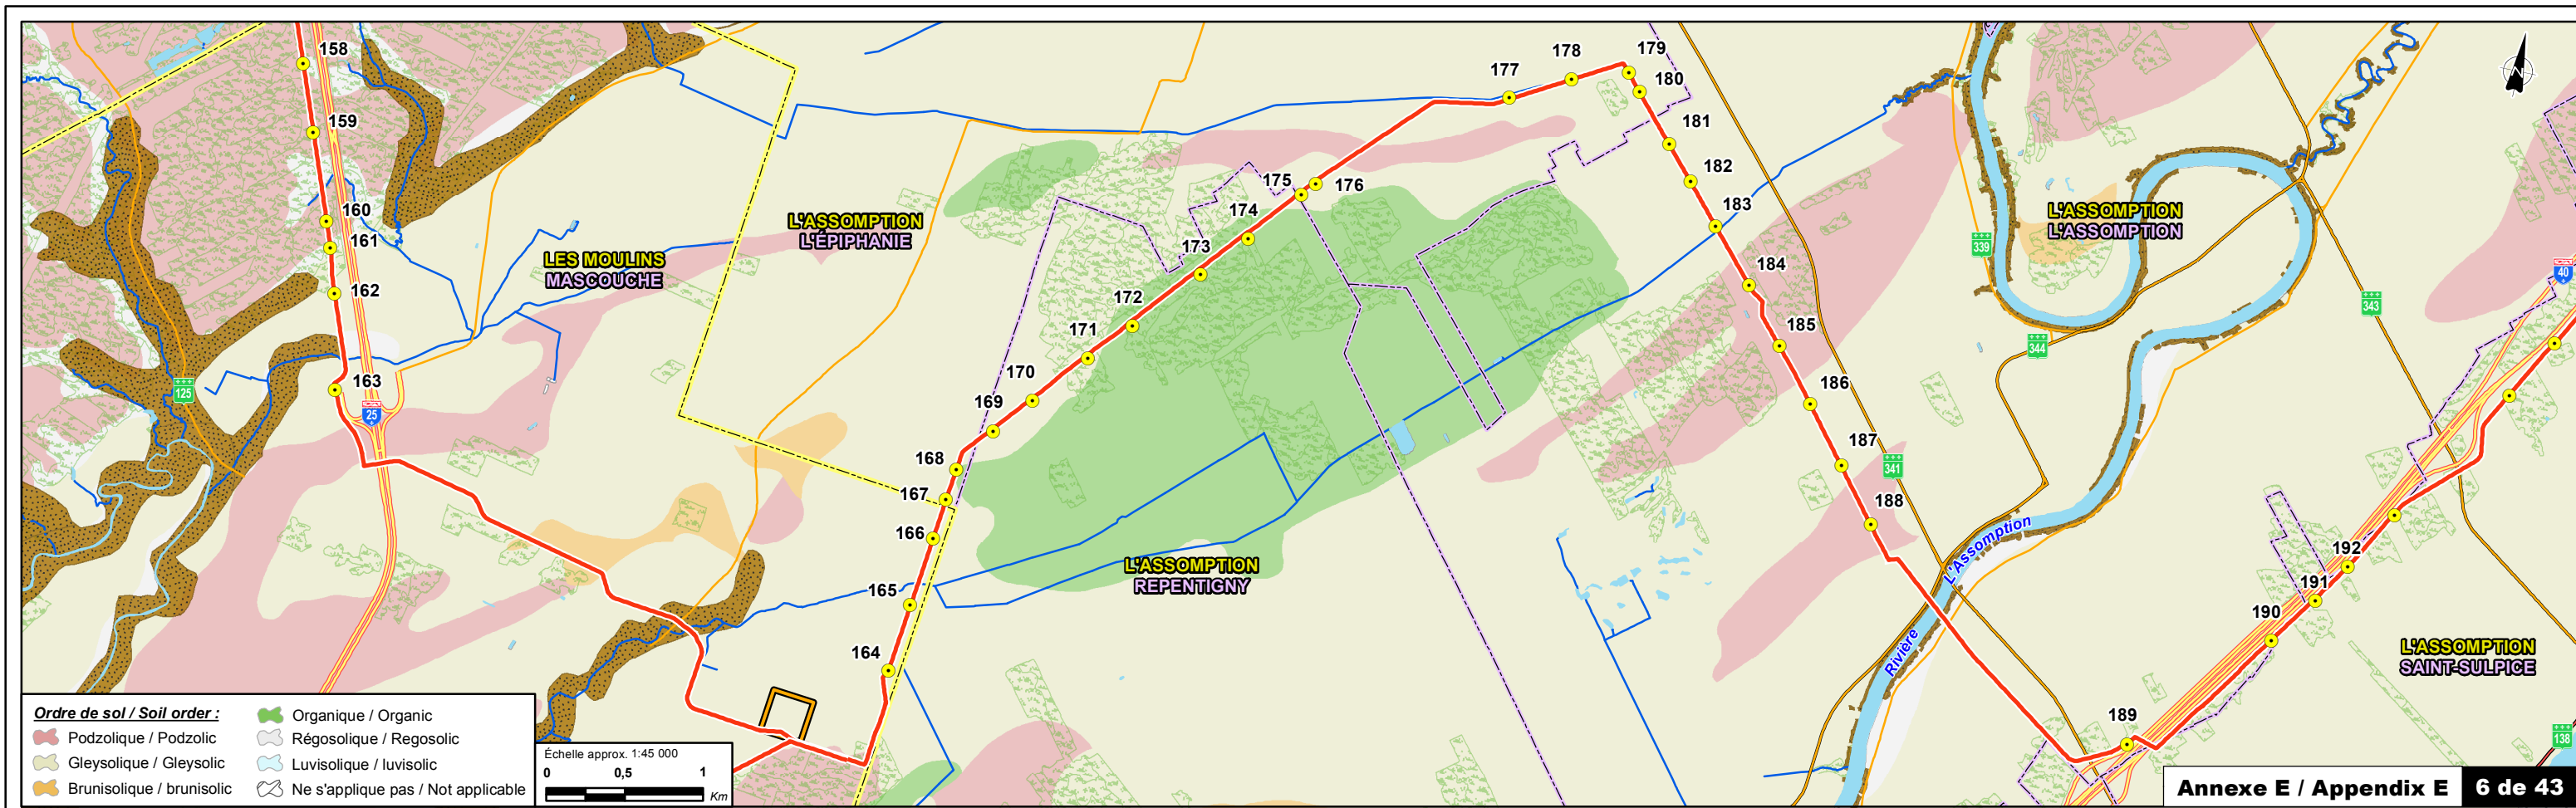 158
159
160
161
162
163
164
165
166
167
168
169
170
171
172
173
174
175
176
177
178
179
180
181
182
183
184
185
186
187
188
189
190
191
192
N
125
25
339
344
343
341
40
138
LES MOULINS
MASCOUCHE
L'ASSOMPTION
L'ÉPIPHANIE
L'ASSOMPTION
REPENTIGNY
L'ASSOMPTION
L'ASSOMPTION
L'ASSOMPTION
SAINT-SULPICE
Rivière
L'Assomption
Ordre de sol / Soil order :
Podzolique / Podzolic
Gleysolique / Gleysolic
Brunisolique / brunisolic
Organique / Organic
Régosolique / Regosolic
Luvisolique / luvisolic
Ne s'applique pas / Not applicable
Échelle approx. 1:45 000
0 0,5 1
Km
Annexe E / Appendix E 6 de 43